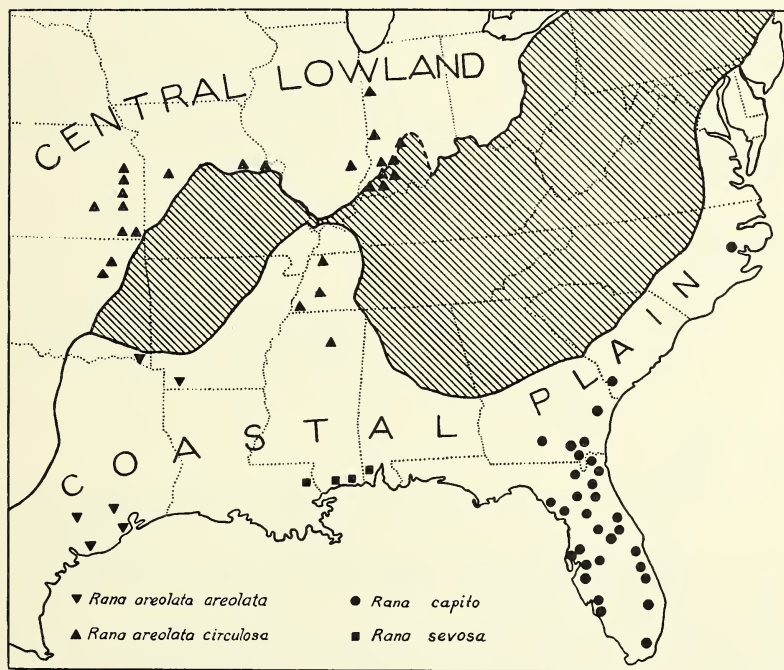 CENTRAL LOWLAND
COASTAL PLAIN
Rana areolata areolata
Rana capito
Rana areolata circulosa
Rana sevosa